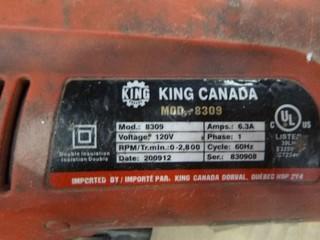 KING
KING CANADA
MOD. 8309
Mod.: 8309
Amps.: 6.3A
Voltage: 120V
Phase: 1
RPM/Tr.min.:0-2,800
Cycle: 60Hz
Date: 200912
Ser.: 830908
Double Insulation
Insulation Double
C UL US
LISTED
IMPORTED BY / IMPORTÉ PAR. KING CANADA DORVAL, QUÉBEC H9P 2Y4